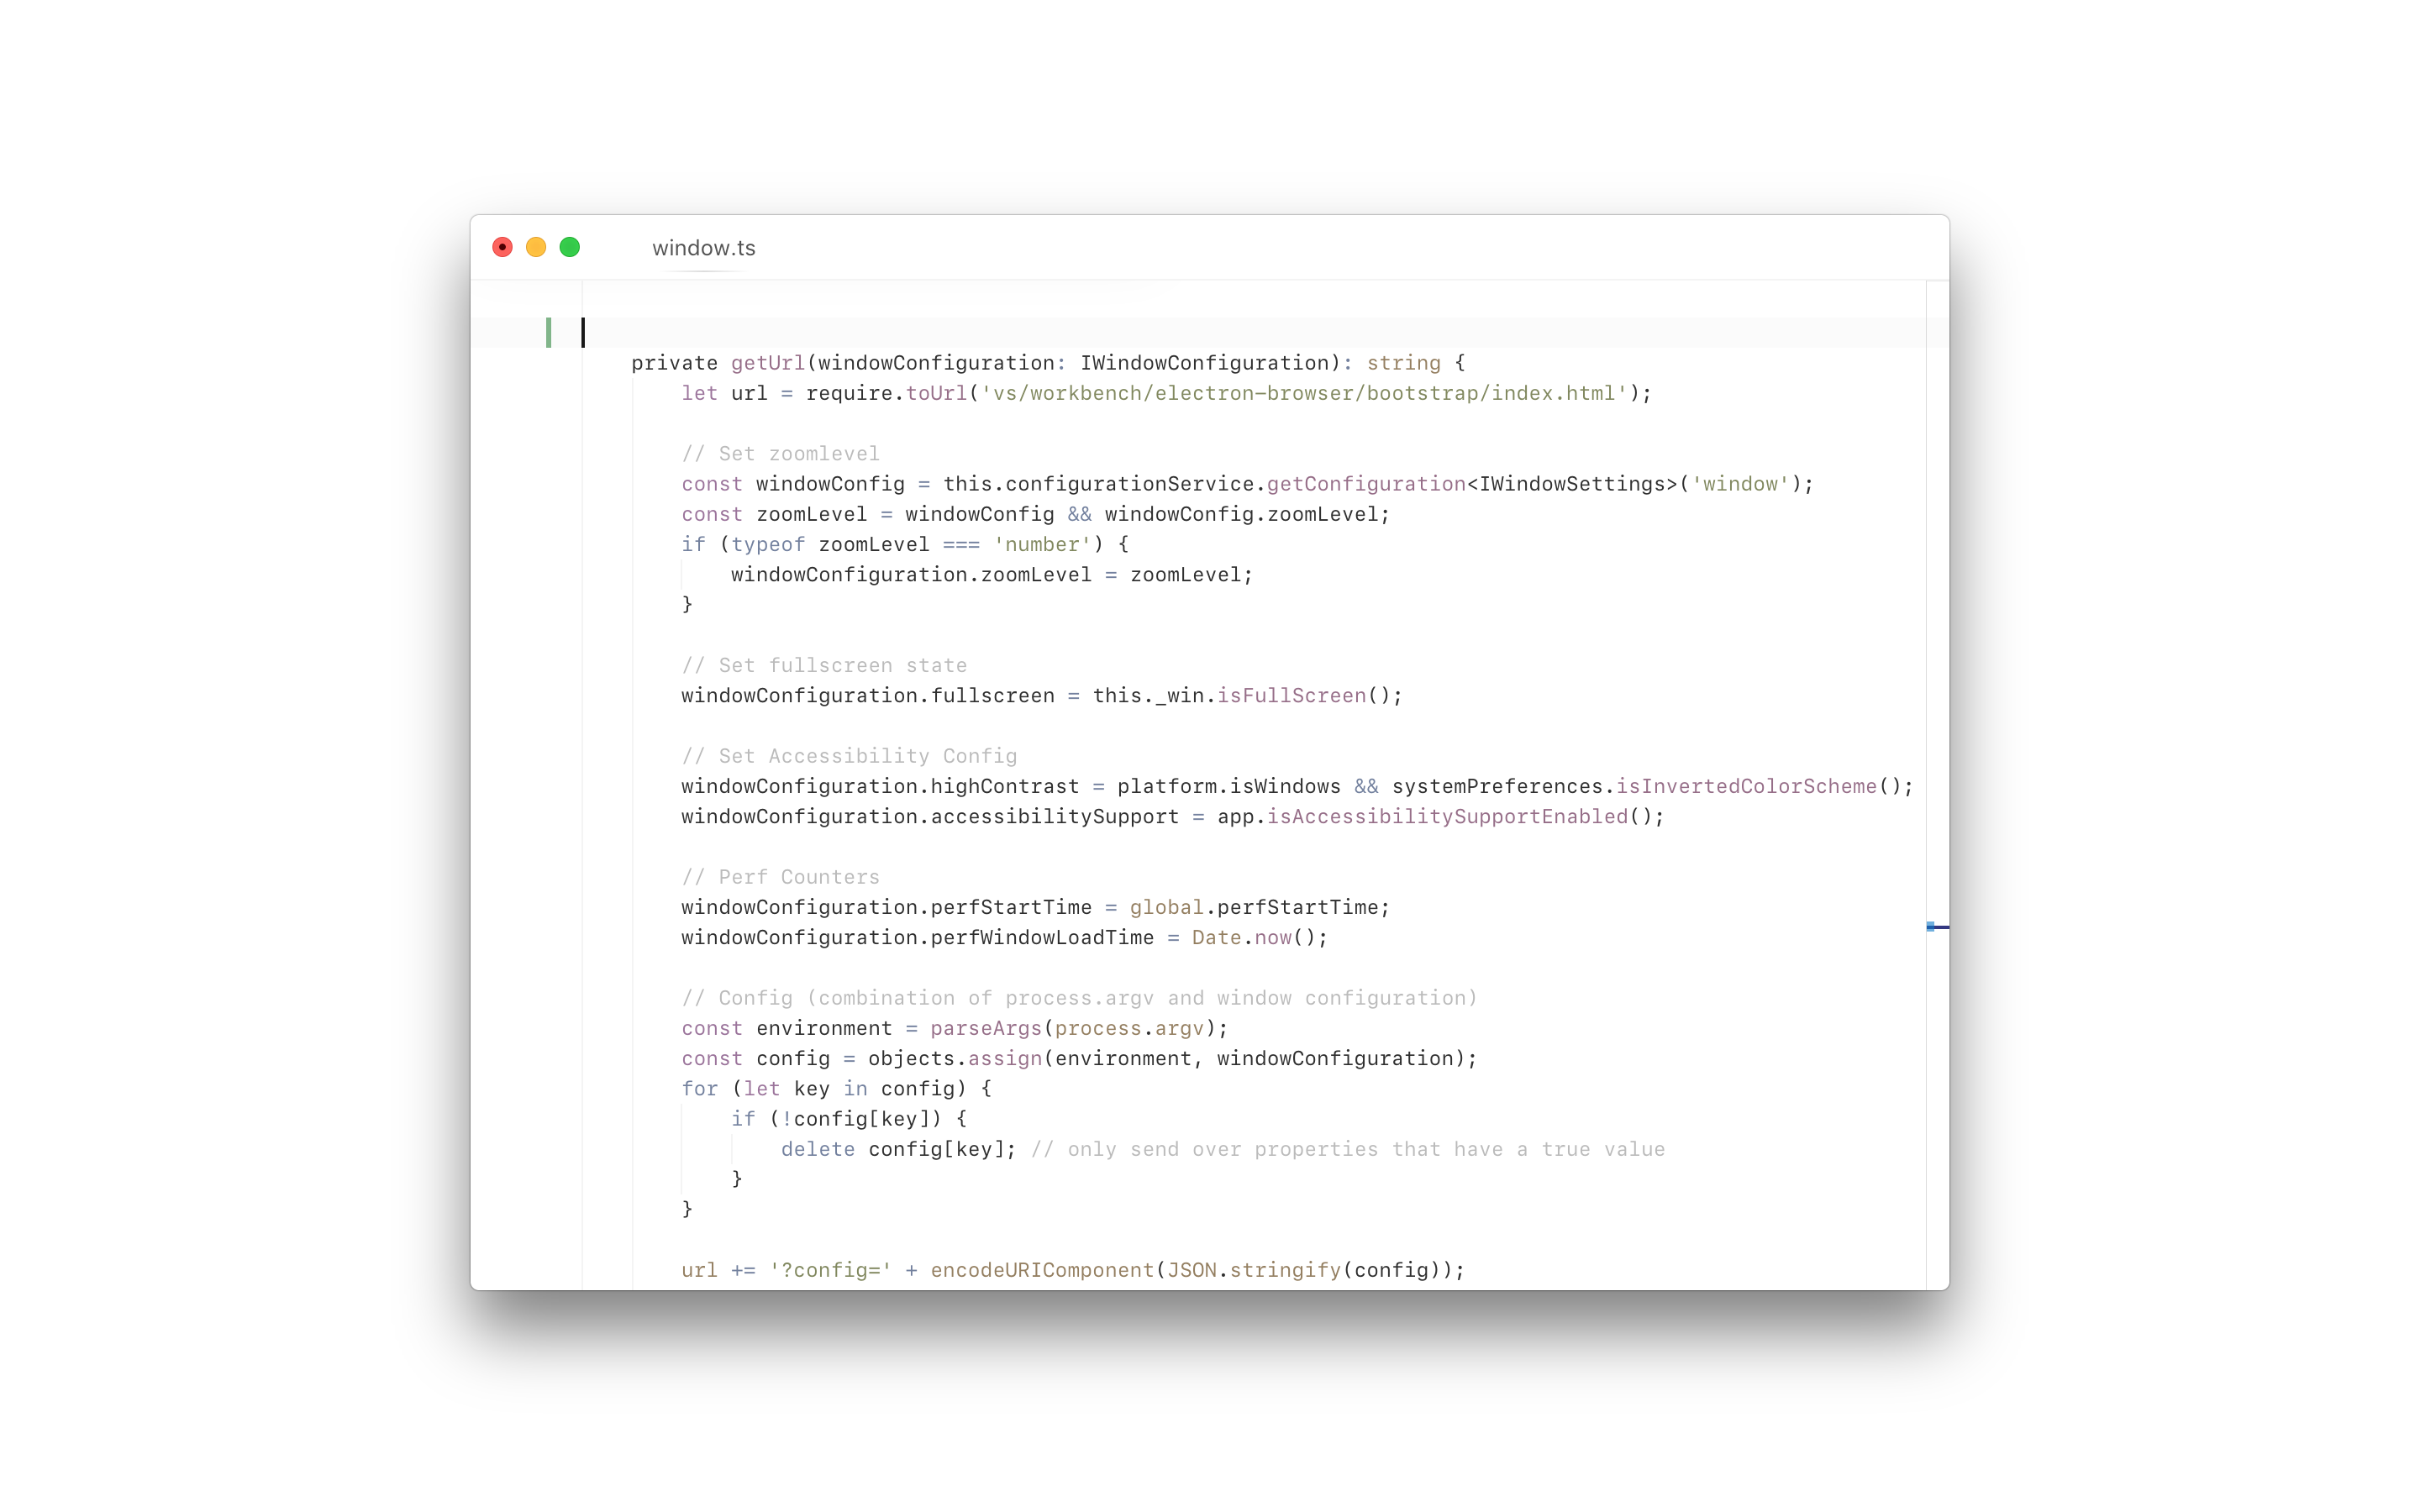 window.ts
private getUrl(windowConfiguration: IWindowConfiguration): string {
let url = require.toUrl('vs/workbench/electron-browser/bootstrap/index.html');
// Set zoomlevel
const windowConfig = this.configurationService.getConfiguration<IWindowSettings>('window');
const zoomLevel = windowConfig && windowConfig.zoomLevel;
if (typeof zoomLevel === 'number') {
windowConfiguration.zoomLevel = zoomLevel;
}
// Set fullscreen state
windowConfiguration.fullscreen = this._win.isFullScreen();
// Set Accessibility Config
windowConfiguration.highContrast = platform.isWindows && systemPreferences.isInvertedColorScheme();
windowConfiguration.accessibilitySupport = app.isAccessibilitySupportEnabled();
// Perf Counters
windowConfiguration.perfStartTime = global.perfStartTime;
windowConfiguration.perfWindowLoadTime = Date.now();
// Config (combination of process.argv and window configuration)
const environment = parseArgs(process.argv);
const config = objects.assign(environment, windowConfiguration);
for (let key in config) {
if (!config[key]) {
delete config[key]; // only send over properties that have a true value
}
}
url += '?config=' + encodeURIComponent(JSON.stringify(config));